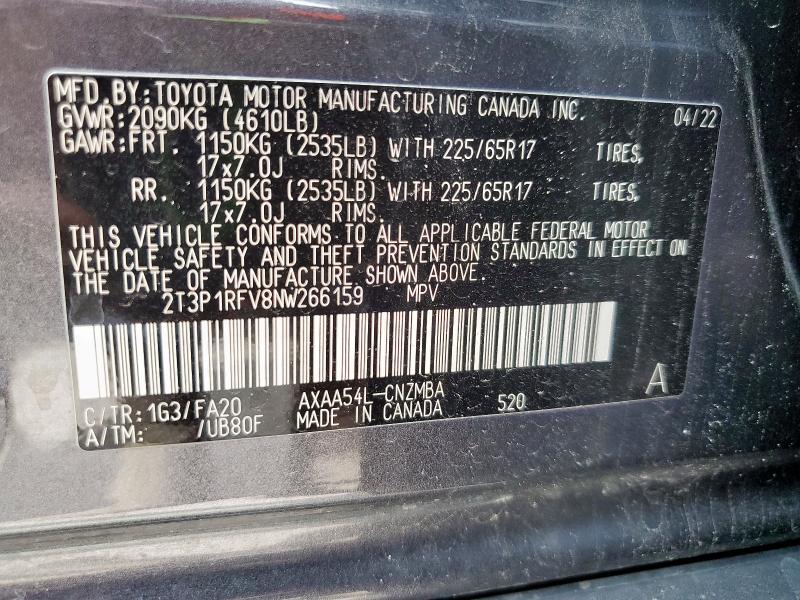 MFD.BY:TOYOTA MOTOR MANUFACTURING CANADA INC. 04/22
GVWR:2090KG (4610LB)
GAWR:FRT. 1150KG (2535LB) WITH 225/65R17 TIRES,
17x7.0J RIMS.
RR. 1150KG (2535LB) WITH 225/65R17 TIRES,
17x7.0J RIMS.
THIS VEHICLE CONFORMS TO ALL APPLICABLE FEDERAL MOTOR
VEHICLE SAFETY AND THEFT PREVENTION STANDARDS IN EFFECT ON
THE DATE OF MANUFACTURE SHOWN ABOVE.
2T3P1RFV8NW266159 MPV
C/TR:1G3/FA20 AXAA54L-CNZMBA 520 A
A/TM: /UB80F MADE IN CANADA